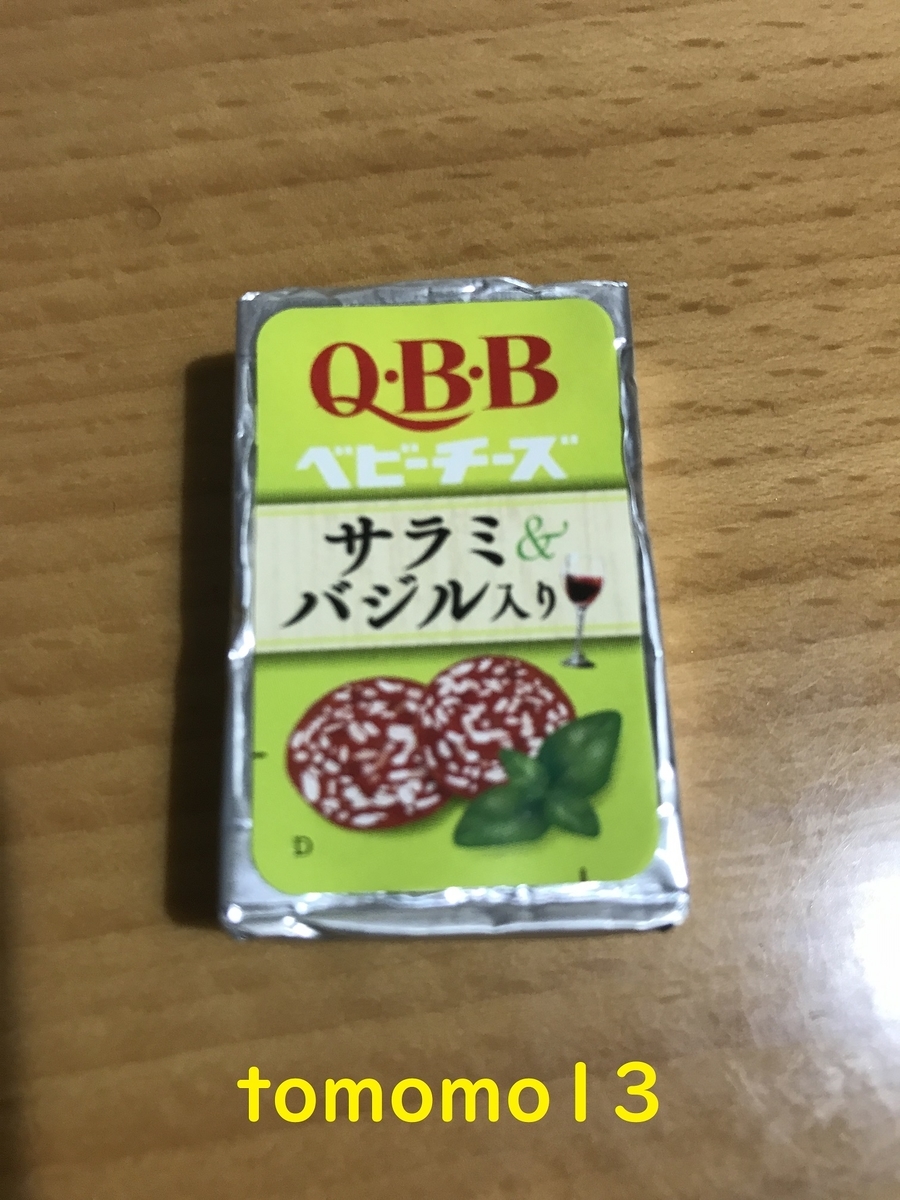 Q·B·B
ベビーチーズ
サラミ&
バジル入り
D
tomomo13